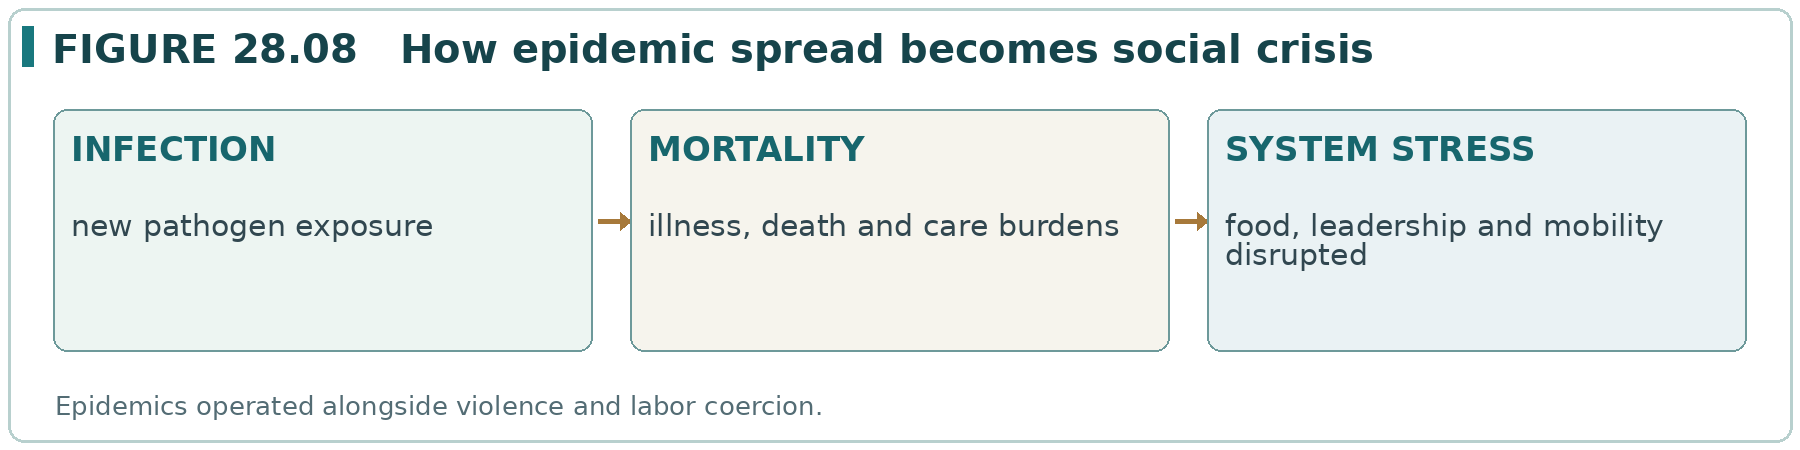 FIGURE 28.08 How epidemic spread becomes social crisis
INFECTION
new pathogen exposure
MORTALITY
illness, death and care burdens
SYSTEM STRESS
food, leadership and mobility
disrupted
Epidemics operated alongside violence and labor coercion.